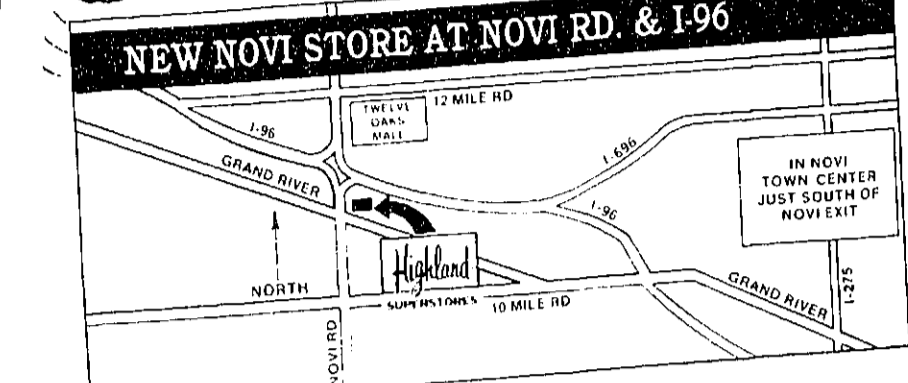 NEW NOVI STORE AT NOVI RD. & I-96
TWELVE
OAKS
MALL
12 MILE RD
I-96
I-696
GRAND RIVER
IN NOVI
TOWN CENTER
JUST SOUTH OF
NOVI EXIT
I-96
Highland
SUPERSTORES
NORTH
10 MILE RD
GRAND RIVER
I-275
NOVI RD